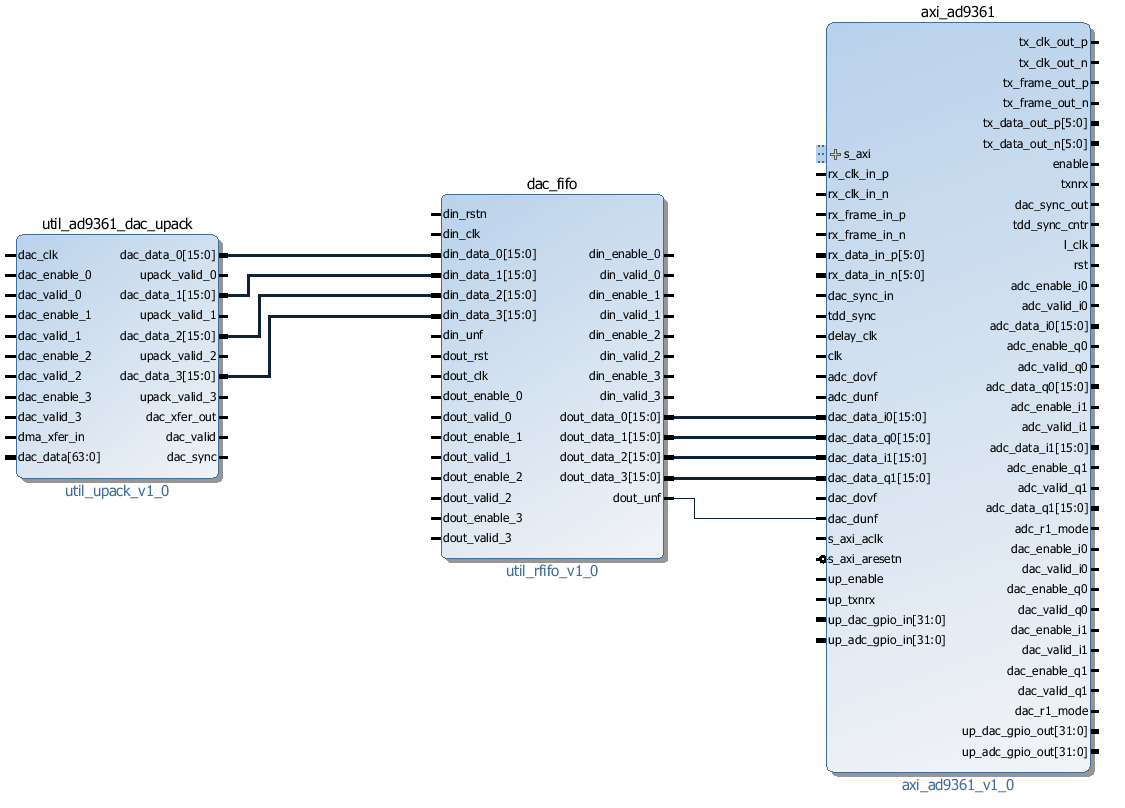 util_ad9361_dac_upack
dac_clk
dac_enable_0
dac_valid_0
dac_enable_1
dac_valid_1
dac_enable_2
dac_valid_2
dac_enable_3
dac_valid_3
dma_xfer_in
dac_data[63:0]
dac_data_0[15:0]
upack_valid_0
dac_data_1[15:0]
upack_valid_1
dac_data_2[15:0]
upack_valid_2
dac_data_3[15:0]
upack_valid_3
dac_xfer_out
dac_valid
dac_sync
util_upack_v1_0
dac_fifo
din_rstn
din_clk
din_data_0[15:0]
din_data_1[15:0]
din_data_2[15:0]
din_data_3[15:0]
din_unf
dout_rst
dout_clk
dout_enable_0
dout_valid_0
dout_enable_1
dout_valid_1
dout_enable_2
dout_valid_2
dout_enable_3
dout_valid_3
din_enable_0
din_valid_0
din_enable_1
din_valid_1
din_enable_2
din_valid_2
din_enable_3
din_valid_3
dout_data_0[15:0]
dout_data_1[15:0]
dout_data_2[15:0]
dout_data_3[15:0]
dout_unf
util_rfifo_v1_0
axi_ad9361
s_axi
rx_clk_in_p
rx_clk_in_n
rx_frame_in_p
rx_frame_in_n
rx_data_in_p[5:0]
rx_data_in_n[5:0]
dac_sync_in
tdd_sync
delay_clk
clk
adc_dovf
adc_dunf
dac_data_i0[15:0]
dac_data_q0[15:0]
dac_data_i1[15:0]
dac_data_q1[15:0]
dac_dovf
dac_dunf
s_axi_aclk
s_axi_aresetn
up_enable
up_txnrx
up_dac_gpio_in[31:0]
up_adc_gpio_in[31:0]
tx_clk_out_p
tx_clk_out_n
tx_frame_out_p
tx_frame_out_n
tx_data_out_p[5:0]
tx_data_out_n[5:0]
enable
txnrx
dac_sync_out
tdd_sync_cntr
l_clk
rst
adc_enable_i0
adc_valid_i0
adc_data_i0[15:0]
adc_enable_q0
adc_valid_q0
adc_data_q0[15:0]
adc_enable_i1
adc_valid_i1
adc_data_i1[15:0]
adc_enable_q1
adc_valid_q1
adc_data_q1[15:0]
adc_r1_mode
dac_enable_i0
dac_valid_i0
dac_enable_q0
dac_valid_q0
dac_enable_i1
dac_valid_i1
dac_enable_q1
dac_valid_q1
dac_r1_mode
up_dac_gpio_out[31:0]
up_adc_gpio_out[31:0]
axi_ad9361_v1_0